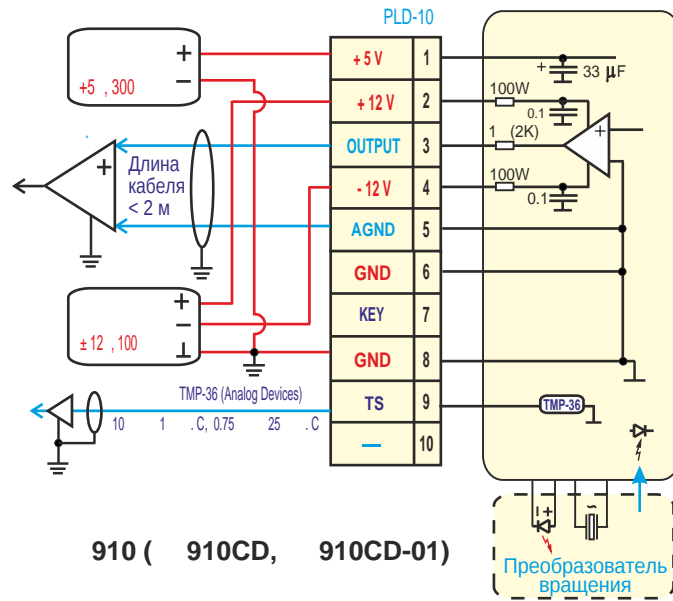 PLD-10
+5 , 300
+ −
+5 V 1
+12 V 2
OUTPUT 3
-12 V 4
AGND 5
GND 6
KEY 7
GND 8
TS 9
— 10
+ 33 µF
100W
0.1
1 (2K)
+
100W
0.1
+
Длина
кабеля
< 2 м
+ − ⊥
± 12 , 100
TMP-36 (Analog Devices)
10 1 . C, 0.75 25 . C
TMP-36
− +
~
Преобразователь
вращения
910 ( 910CD, 910CD-01)